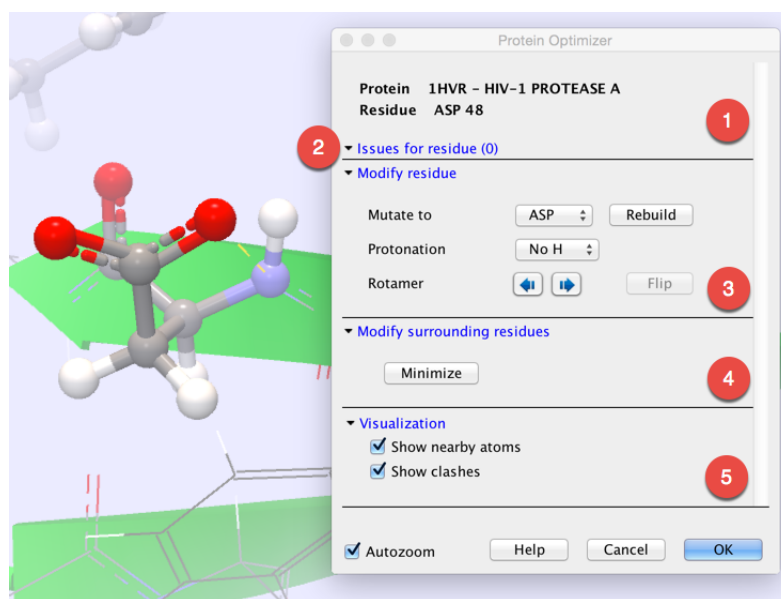 Protein Optimizer
Protein 1HVR – HIV–1 PROTEASE A
Residue ASP 48
1
2
Issues for residue (0)
Modify residue
Mutate to ASP Rebuild
Protonation No H
Rotamer Flip
3
Modify surrounding residues
Minimize
4
Visualization
Show nearby atoms
Show clashes
5
Autozoom Help Cancel OK